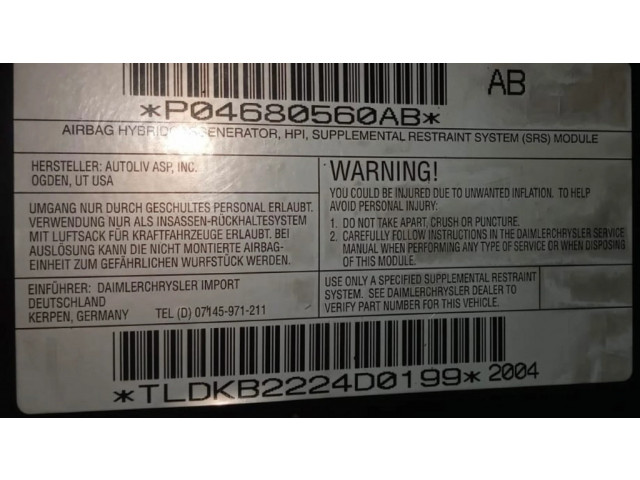 AB
*P04680560AB*
AIRBAG HYBRID GENERATOR, HPI, SUPPLEMENTAL RESTRAINT SYSTEM (SRS) MODULE
HERSTELLER: AUTOLIV ASP, INC.
OGDEN, UT USA
UMGANG NUR DURCH GESCHULTES PERSONAL ERLAUBT.
VERWENDUNG NUR ALS INSASSEN-RÜCKHALTESYSTEM
MIT LUFTSACK FÜR KRAFTFAHRZEUGE ERLAUBT. BEI
AUSLÖSUNG KANN DIE NICHT MONTIERTE AIRBAG-
EINHEIT ZUM GEFÄHRLICHEN WURFSTÜCK WERDEN.
EINFÜHRER: DAIMLERCHRYSLER IMPORT
DEUTSCHLAND
KERPEN, GERMANY TEL (D) 07145-971-211
WARNING!
YOU COULD BE INJURED DUE TO UNWANTED INFLATION. TO HELP
AVOID PERSONAL INJURY:
1. DO NOT TAKE APART, CRUSH OR PUNCTURE.
2. CAREFULLY FOLLOW INSTRUCTIONS IN THE DAIMLERCHRYSLER SERVICE
MANUAL WHEN PERFORMING ANY TYPE OF SERVICE OR WHEN DISPOSING
OF THIS MODULE.
USE ONLY A SPECIFIED SUPPLEMENTAL RESTRAINT
SYSTEM. SEE DAIMLERCHRYSLER DEALER TO
VERIFY PART NUMBER FOR THIS VEHICLE.
*TLDKB2224D0199* 2004